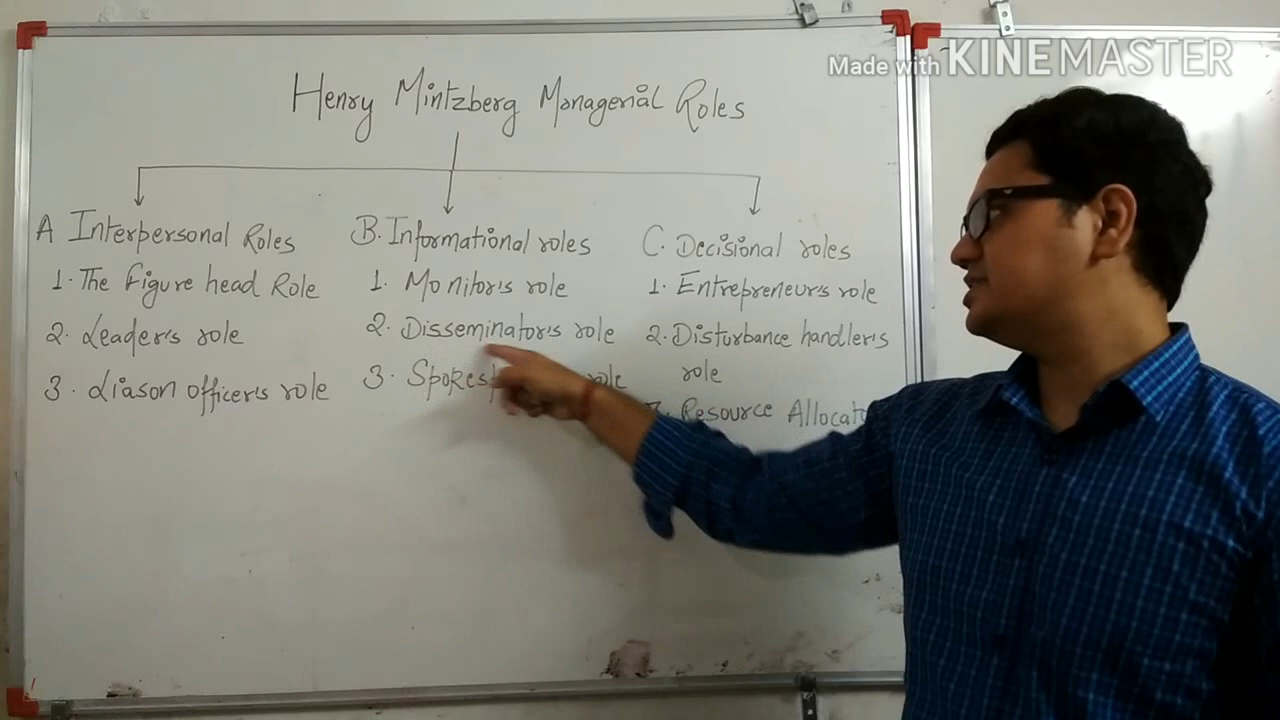 Made with KINEMASTER
Henry Mintzberg Managerial Roles
A Interpersonal Roles
1. The Figure head Role
2. Leader's role
3. Liason officer's role
B. Informational roles
1. Monitor's role
2. Disseminator's role
3. role
C. Decisional roles
1. Entrepreneur's role
2. Disturbance handler's
role
Resource